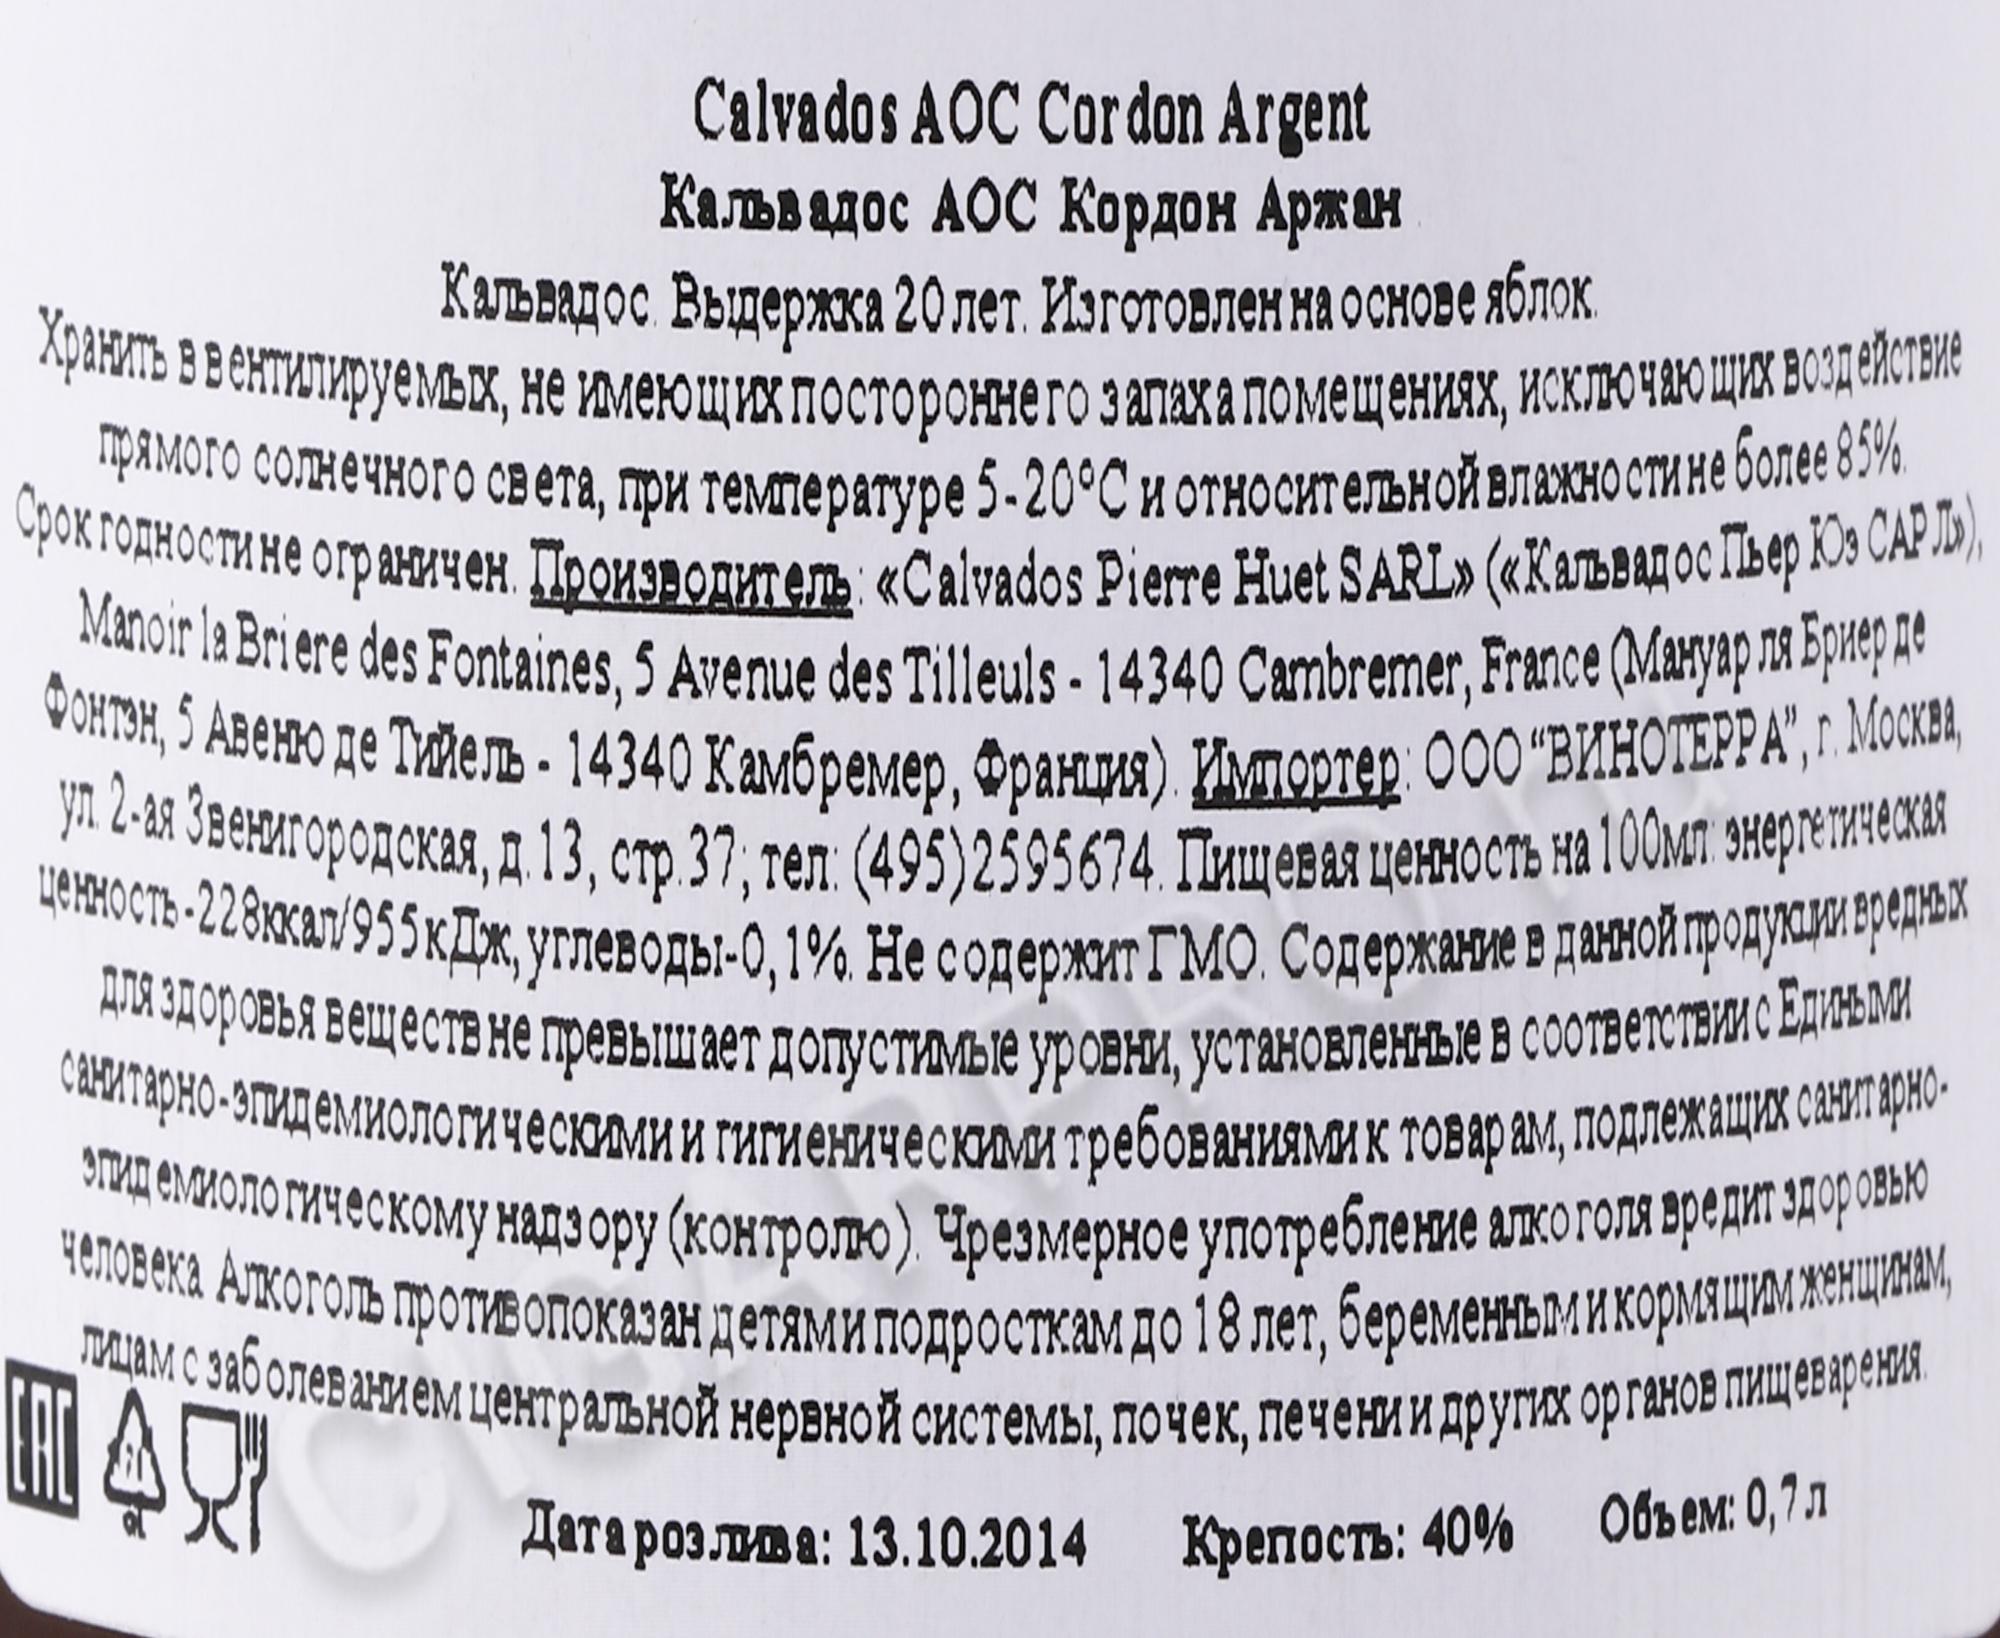 Calvados AOC Cordon Argent
Кальвадос АОС Кордон Аржан
Кальвадос. Выдержка 20 лет. Изготовлен на основе яблок.
Хранить в вентилируемых, не имеющих постороннего запаха помещениях, исключающих воздействие
прямого солнечного света, при температуре 5-20°C и относительной влажности не более 85%.
Срок годности не ограничен. Производитель: «Calvados Pierre Huet SARL» («Кальвадос Пьер Юэ САРЛ»),
Manoir la Briere des Fontaines, 5 Avenue des Tilleuls - 14340 Cambremer, France (Мануар ля Бриер де
Фонтэн, 5 Авеню де Тийель - 14340 Камбремер, Франция). Импортер: ООО "ВИНОТЕРРА", г. Москва,
ул. 2-ая Звенигородская, д.13, стр.37; тел: (495)2595674. Пищевая ценность на 100мл: энергетическая
ценность -228ккал/955кДж, углеводы-0,1%. Не содержит ГМО. Содержание в данной продукции вредных
для здоровья веществ не превышает допустимые уровни, установленные в соответствии с Едиными
санитарно-эпидемиологическими и гигиеническими требованиями к товарам, подлежащих санитарно-
эпидемиологическому надзору (контролю). Чрезмерное употребление алкоголя вредит здоровью
человека. Алкоголь противопоказан детями и подросткам до 18 лет, беременным и кормящим женщинам,
лицам с заболеванием центральной нервной системы, почек, печени и других органов пищеварения.
EAC
Дата розлива: 13.10.2014 Крепость: 40% Объем: 0,7 л
CIGARPRO.ru